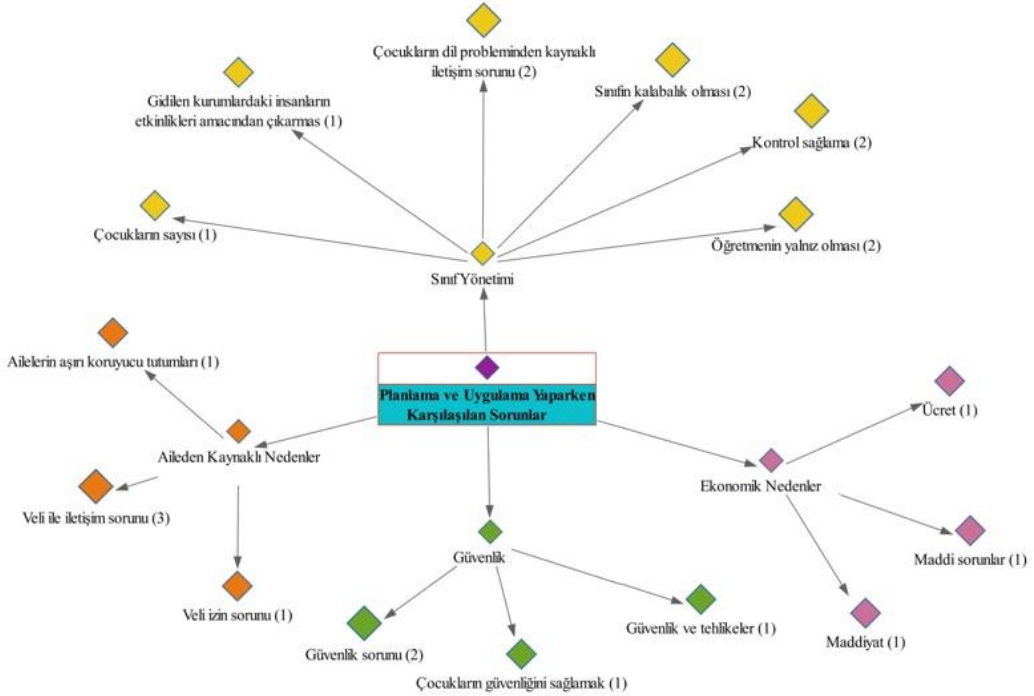 Çocukların dil probleminden kaynaklı
iletişim sorunu (2)
Gidilen kurumlardaki insanların
etkinlikleri amacından çıkarmas (1)
Sınıfin kalabalık olması (2)
Kontrol sağlama (2)
Çocukların sayısı (1)
Öğretmenin yalnız olması (2)
Sınıf Yönetimi
Ailelerin aşırı koruyucu tutumları (1)
Planlama ve Uygulama Yaparken
Karşılaşılan Sorunlar
Ücret (1)
Aileden Kaynaklı Nedenler
Ekonomik Nedenler
Veli ile iletişim sorunu (3)
Güvenlik
Maddi sorunlar (1)
Veli izin sorunu (1)
Güvenlik sorunu (2)
Güvenlik ve tehlikeler (1)
Maddiyat (1)
Çocukların güvenliğini sağlamak (1)